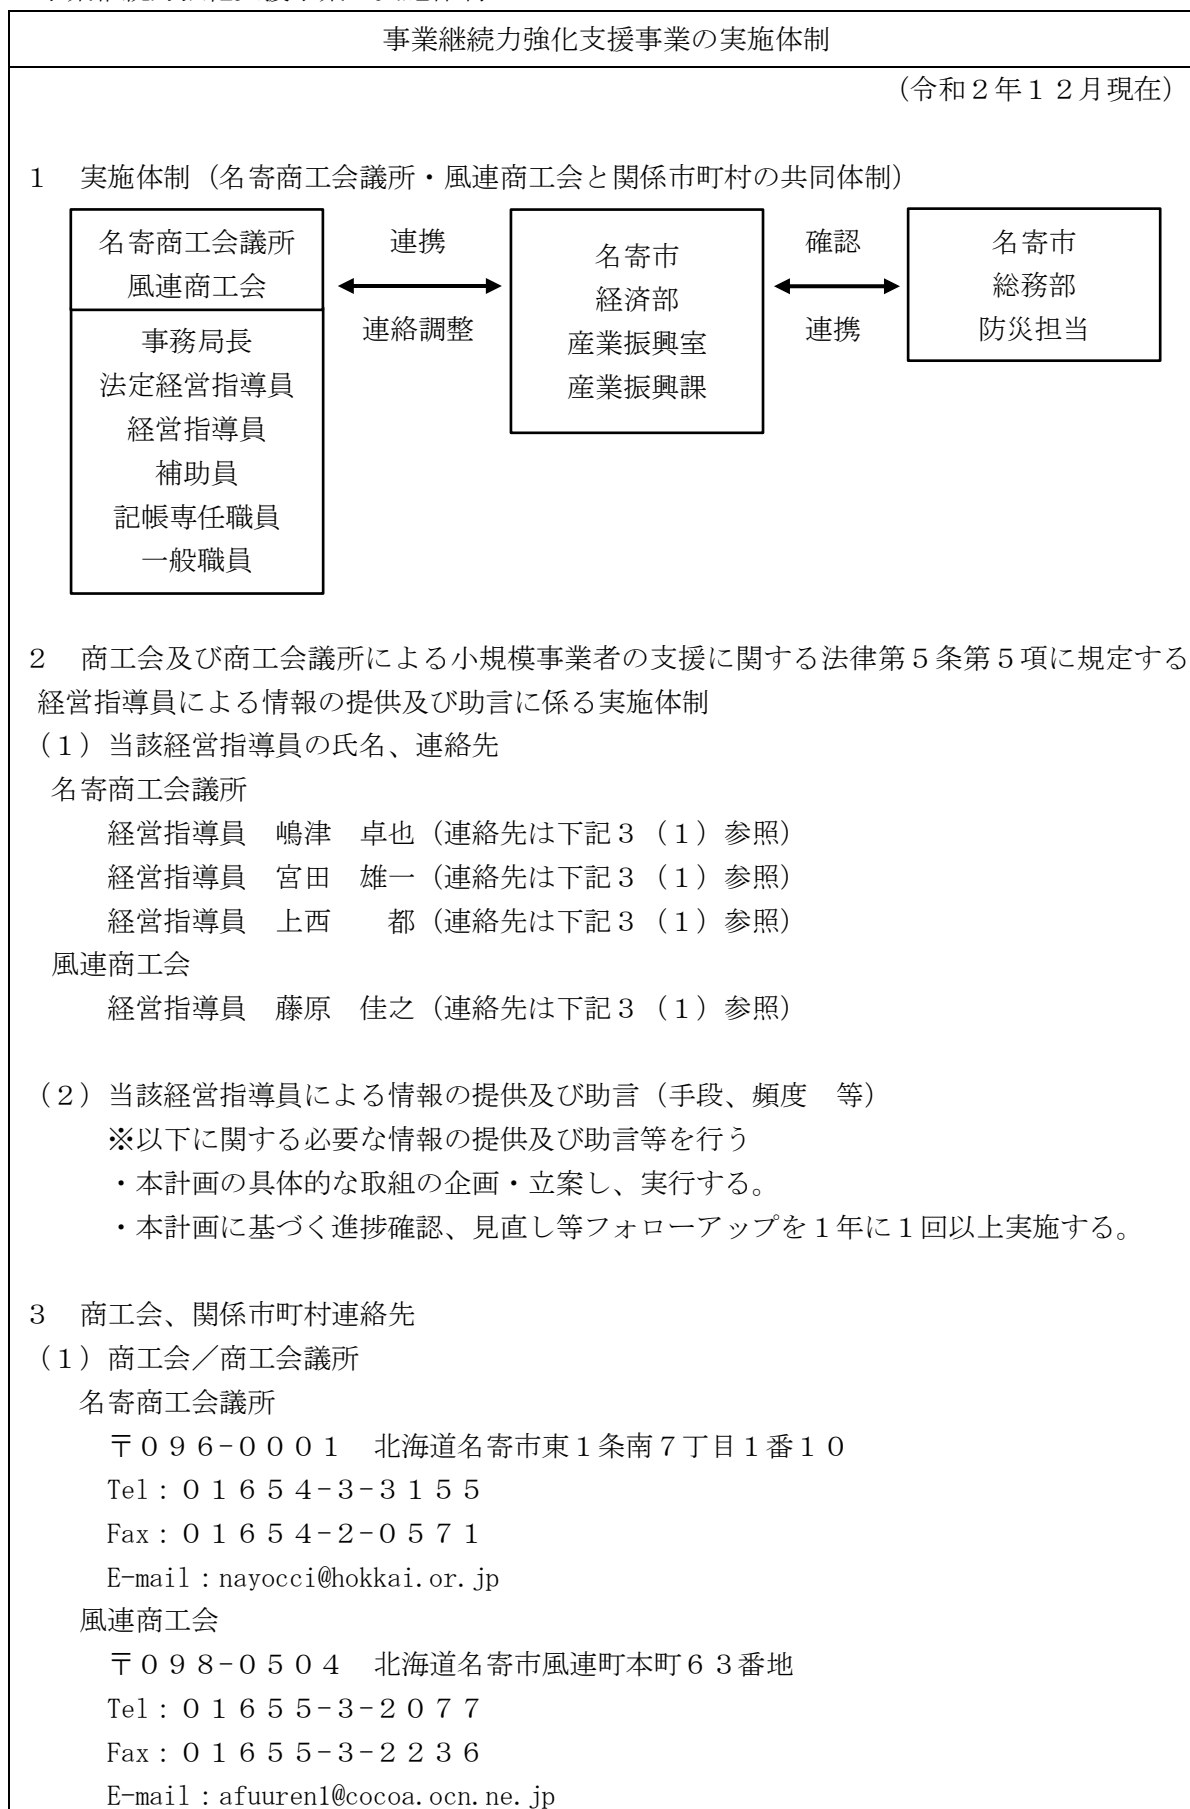 事業継続力強化支援事業の実施体制
（令和２年１２月現在）
１　実施体制（名寄商工会議所・風連商工会と関係市町村の共同体制）
名寄商工会議所
風連商工会
事務局長
法定経営指導員
経営指導員
補助員
記帳専任職員
一般職員
連携
連絡調整
名寄市
経済部
産業振興室
産業振興課
確認
連携
名寄市
総務部
防災担当
２　商工会及び商工会議所による小規模事業者の支援に関する法律第５条第５項に規定する
経営指導員による情報の提供及び助言に係る実施体制
（１）当該経営指導員の氏名、連絡先
名寄商工会議所
経営指導員　嶋津　卓也（連絡先は下記３（１）参照）
経営指導員　宮田　雄一（連絡先は下記３（１）参照）
経営指導員　上西　　都（連絡先は下記３（１）参照）
風連商工会
経営指導員　藤原　佳之（連絡先は下記３（１）参照）
（２）当該経営指導員による情報の提供及び助言（手段、頻度　等）
※以下に関する必要な情報の提供及び助言等を行う
・本計画の具体的な取組の企画・立案し、実行する。
・本計画に基づく進捗確認、見直し等フォローアップを１年に１回以上実施する。
３　商工会、関係市町村連絡先
（１）商工会／商工会議所
名寄商工会議所
〒０９６-０００１　北海道名寄市東１条南７丁目１番１０
Tel：０１６５４-３-３１５５
Fax：０１６５４-２-０５７１
E-mail：nayocci@hokkai.or.jp
風連商工会
〒０９８-０５０４　北海道名寄市風連町本町６３番地
Tel：０１６５５-３-２０７７
Fax：０１６５５-３-２２３６
E-mail：afuuren1@cocoa.ocn.ne.jp